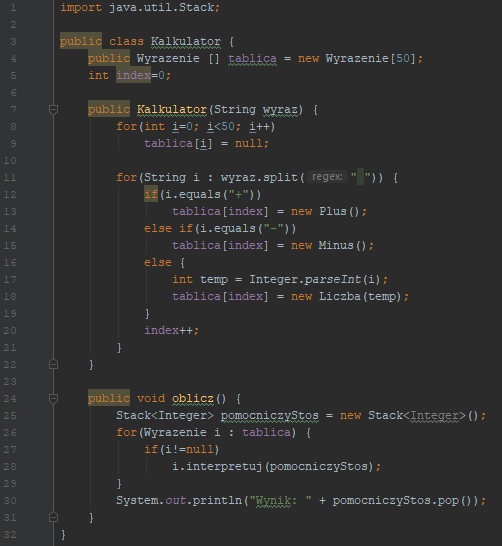 1 import java.util.Stack;
2
3 public class Kalkulator {
4 public Wyrazenie [] tablica = new Wyrazenie[50];
5 int index=0;
6
7 public Kalkulator(String wyraz) {
8 for(int i=0; i<50; i++)
9 tablica[i] = null;
10
11 for(String i : wyraz.split( regex: " ")) {
12 if(i.equals("+"))
13 tablica[index] = new Plus();
14 else if(i.equals("-"))
15 tablica[index] = new Minus();
16 else {
17 int temp = Integer.parseInt(i);
18 tablica[index] = new Liczba(temp);
19 }
20 index++;
21 }
22 }
23
24 public void oblicz() {
25 Stack<Integer> pomocniczyStos = new Stack<Integer>();
26 for(Wyrazenie i : tablica) {
27 if(i!=null)
28 i.interpretuj(pomocniczyStos);
29 }
30 System.out.println("Wynik: " + pomocniczyStos.pop());
31 }
32 }